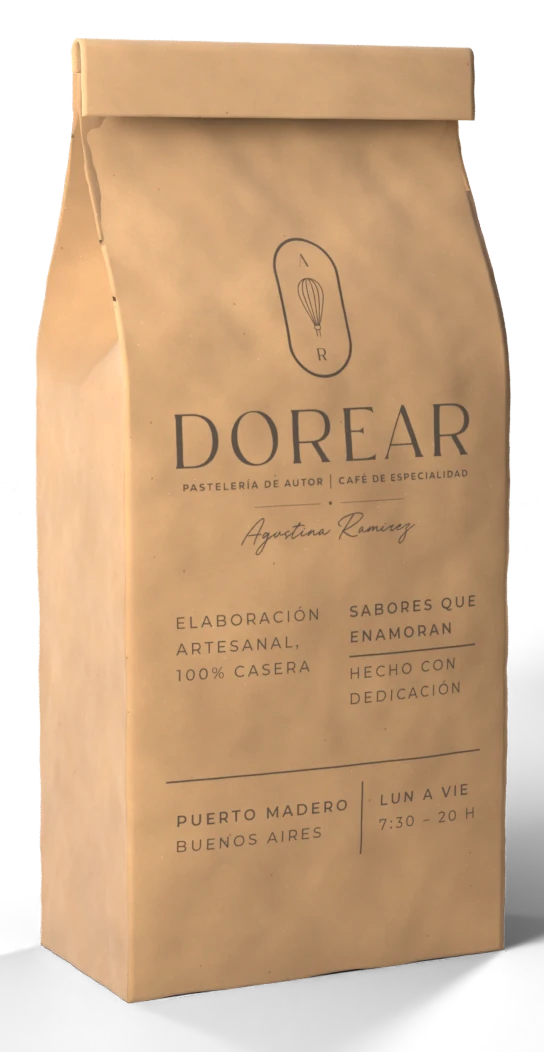 A
R
DOREAR
PASTELERÍA DE AUTOR | CAFÉ DE ESPECIALIDAD
Agustina Ramirez
ELABORACIÓN
ARTESANAL,
100% CASERA
SABORES QUE
ENAMORAN
HECHO CON
DEDICACIÓN
PUERTO MADERO
BUENOS AIRES
LUN A VIE
7:30 – 20 H